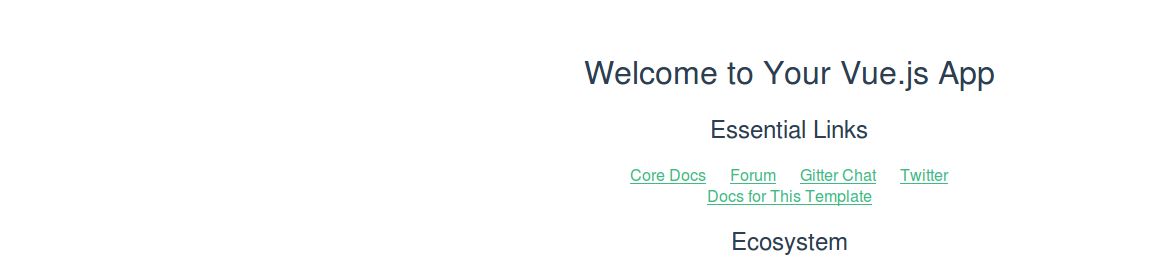 Welcome to Your Vue.js App
Essential Links
Core Docs Forum Gitter Chat Twitter
Docs for This Template
Ecosystem